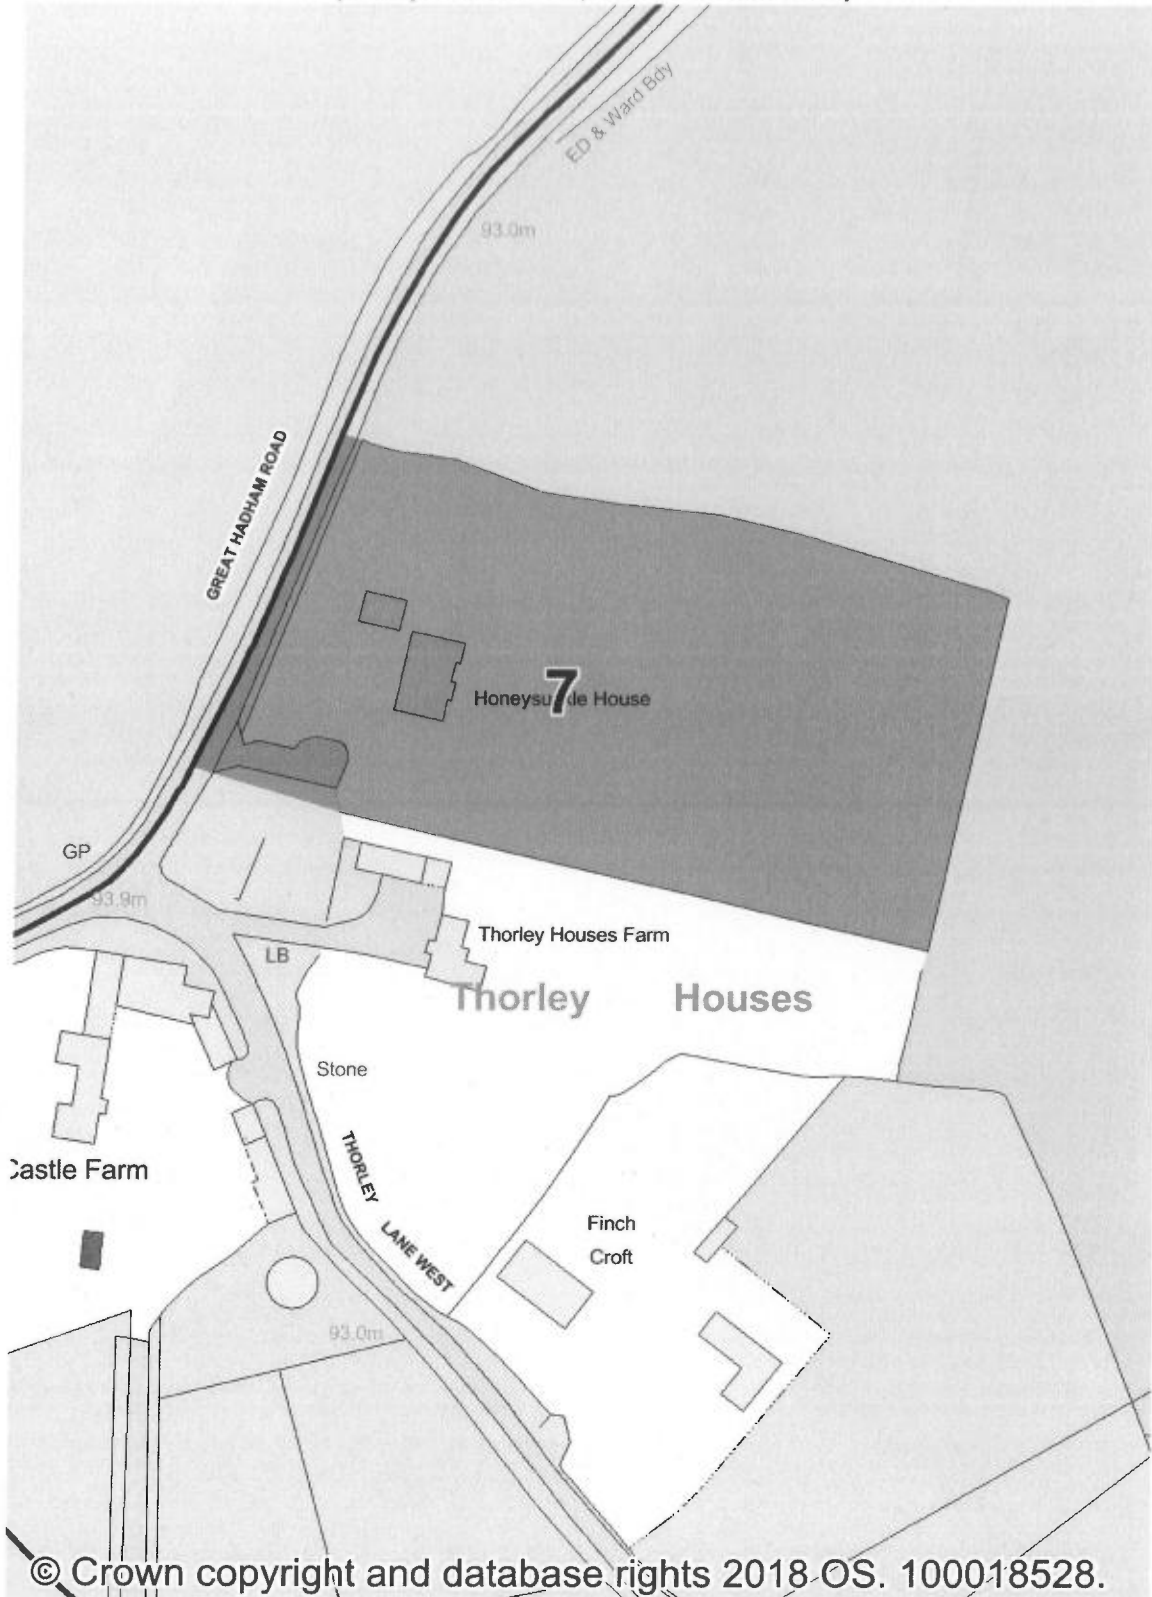 ED & Ward Bdy
93.0m
GREAT HADHAM ROAD
7
Honeysuckle House
GP
93.9m
LB
Thorley Houses Farm
Thorley Houses
Stone
THORLEY LANE WEST
Castle Farm
Finch
Croft
93.0m
© Crown copyright and database rights 2018 OS. 100018528.